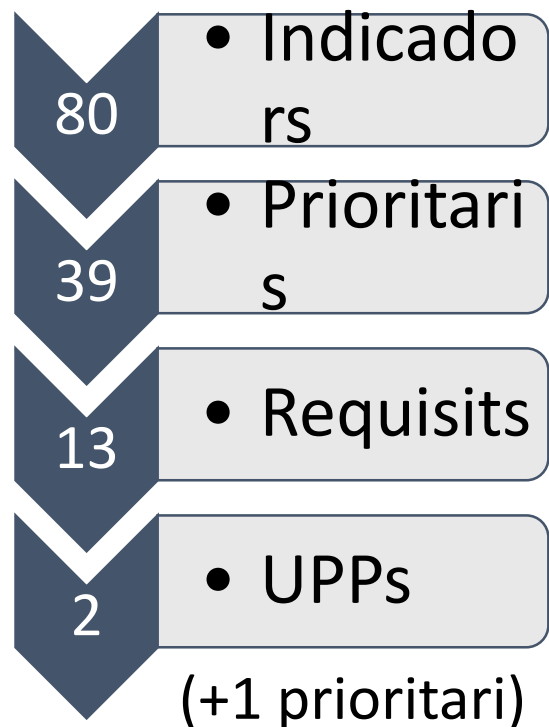 80
• Indicado
rs
39
• Prioritari
s
13
• Requisits
2
• UPPs
(+1 prioritari)